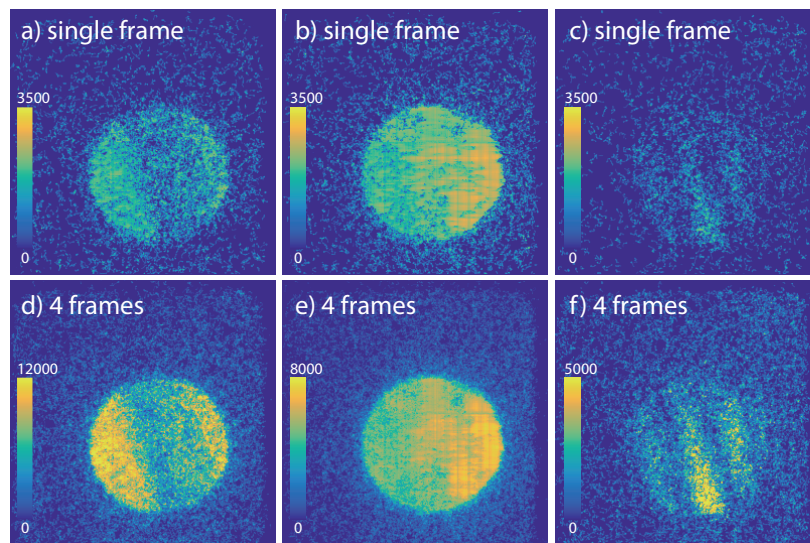 a) single frame
3500
0
b) single frame
3500
0
c) single frame
3500
0
d) 4 frames
12000
0
e) 4 frames
8000
0
f) 4 frames
5000
0